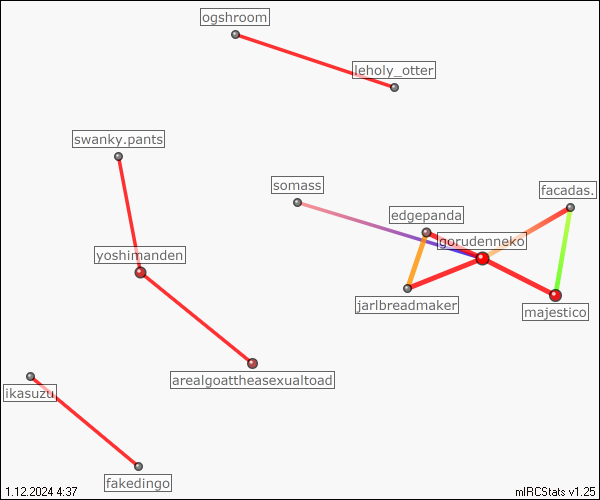 ogshroom
leholy_otter
swanky.pants
somass
facadas.
edgepanda
gorudenneko
yoshimanden
jarlbreadmaker
majestico
arealgoattheasexualtoad
ikasuzu
fakedingo
1.12.2024 4:37
mIRCStats v1.25